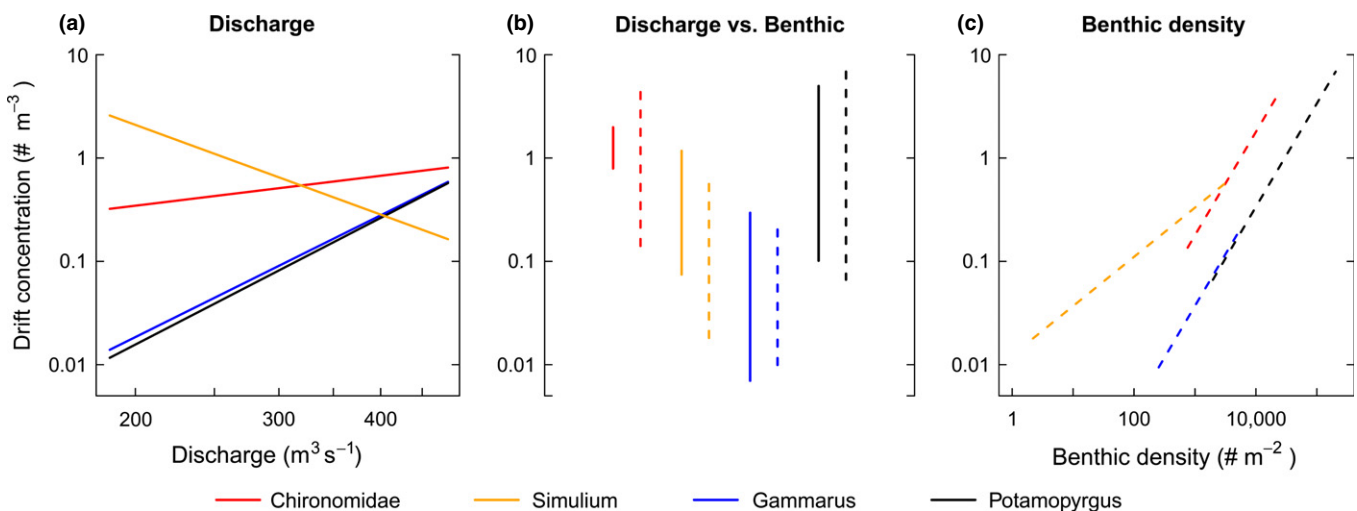 (a) Discharge
(b) Discharge vs. Benthic
(c) Benthic density
Drift concentration (# m⁻³)
10
1
0.1
0.01
200
300
400
Discharge (m³ s⁻¹)
10
1
0.1
0.01
10
1
0.1
0.01
1
100
10,000
Benthic density (# m⁻²)
Chironomidae
Simulium
Gammarus
Potamopyrgus